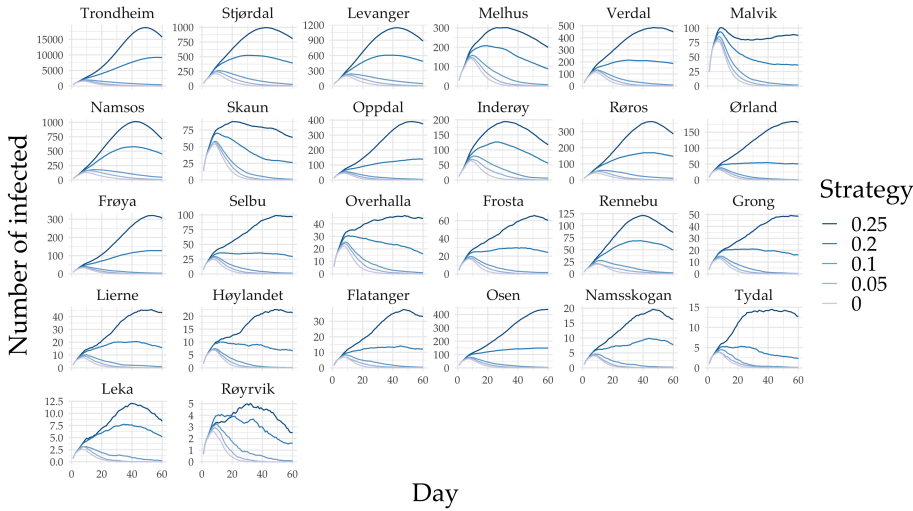 Number of infected
Trondheim Stjørdal Levanger Melhus Verdal Malvik
15000 10000 5000 0
1000 750 500 250 0
1200 900 600 300 0
300 200 100 0
500 400 300 200 100 0
100 75 50 25 0
Namsos Skaun Oppdal Inderøy Røros Ørland
1000 750 500 250 0
75 50 25 0
400 300 200 100 0
200 150 100 50 0
300 200 100 0
150 100 50 0
Frøya Selbu Overhalla Frosta Rennebu Grong
300 200 100 0
100 75 50 25 0
40 30 20 10 0
60 40 20 0
125 100 75 50 25 0
50 40 30 20 10 0
Lierne Høylandet Flatanger Osen Namsskogan Tydal
40 30 20 10 0
20 15 10 5 0
30 20 10 0
400 300 200 100 0
20 15 10 5 0
15 10 5 0
0 20 40 60
0 20 40 60
0 20 40 60
0 20 40 60
Leka Røyrvik
12.5 10.0 7.5 5.0 2.5 0.0
5 4 3 2 1 0
0 20 40 60
0 20 40 60
Day
Strategy
0.25
0.2
0.1
0.05
0